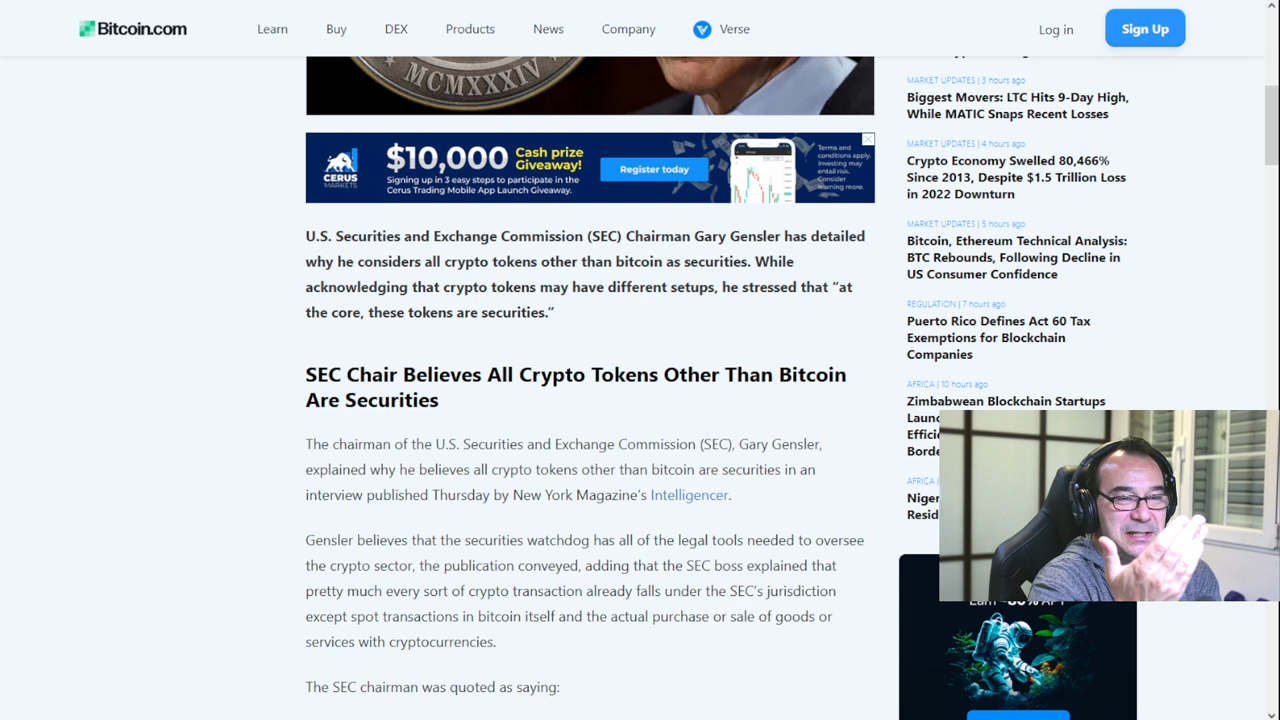 Bitcoin.com
Learn
Buy
DEX
Products
News
Company
Verse
Log in
Sign Up
MCMXXXIV
CERUS
MARKETS
$10,000 Cash prize
Giveaway!
Signing up in 3 easy steps to participate in the
Cerus Trading Mobile App Launch Giveaway.
Register today
Terms and
conditions apply.
Investing may
entail risk.
Consider
learning more.
U.S. Securities and Exchange Commission (SEC) Chairman Gary Gensler has detailed
why he considers all crypto tokens other than bitcoin as securities. While
acknowledging that crypto tokens may have different setups, he stressed that “at
the core, these tokens are securities.”
SEC Chair Believes All Crypto Tokens Other Than Bitcoin
Are Securities
The chairman of the U.S. Securities and Exchange Commission (SEC), Gary Gensler,
explained why he believes all crypto tokens other than bitcoin are securities in an
interview published Thursday by New York Magazine’s Intelligencer.
Gensler believes that the securities watchdog has all of the legal tools needed to oversee
the crypto sector, the publication conveyed, adding that the SEC boss explained that
pretty much every sort of crypto transaction already falls under the SEC’s jurisdiction
except spot transactions in bitcoin itself and the actual purchase or sale of goods or
services with cryptocurrencies.
The SEC chairman was quoted as saying:
MARKET UPDATES | 3 hours ago
Biggest Movers: LTC Hits 9-Day High,
While MATIC Snaps Recent Losses
MARKET UPDATES | 4 hours ago
Crypto Economy Swelled 80,466%
Since 2013, Despite $1.5 Trillion Loss
in 2022 Downturn
MARKET UPDATES | 5 hours ago
Bitcoin, Ethereum Technical Analysis:
BTC Rebounds, Following Decline in
US Consumer Confidence
REGULATION | 7 hours ago
Puerto Rico Defines Act 60 Tax
Exemptions for Blockchain
Companies
AFRICA | 10 hours ago
Zimbabwean Blockchain Startups
Laun
Effici
Borde
AFRICA
Niger
Resid